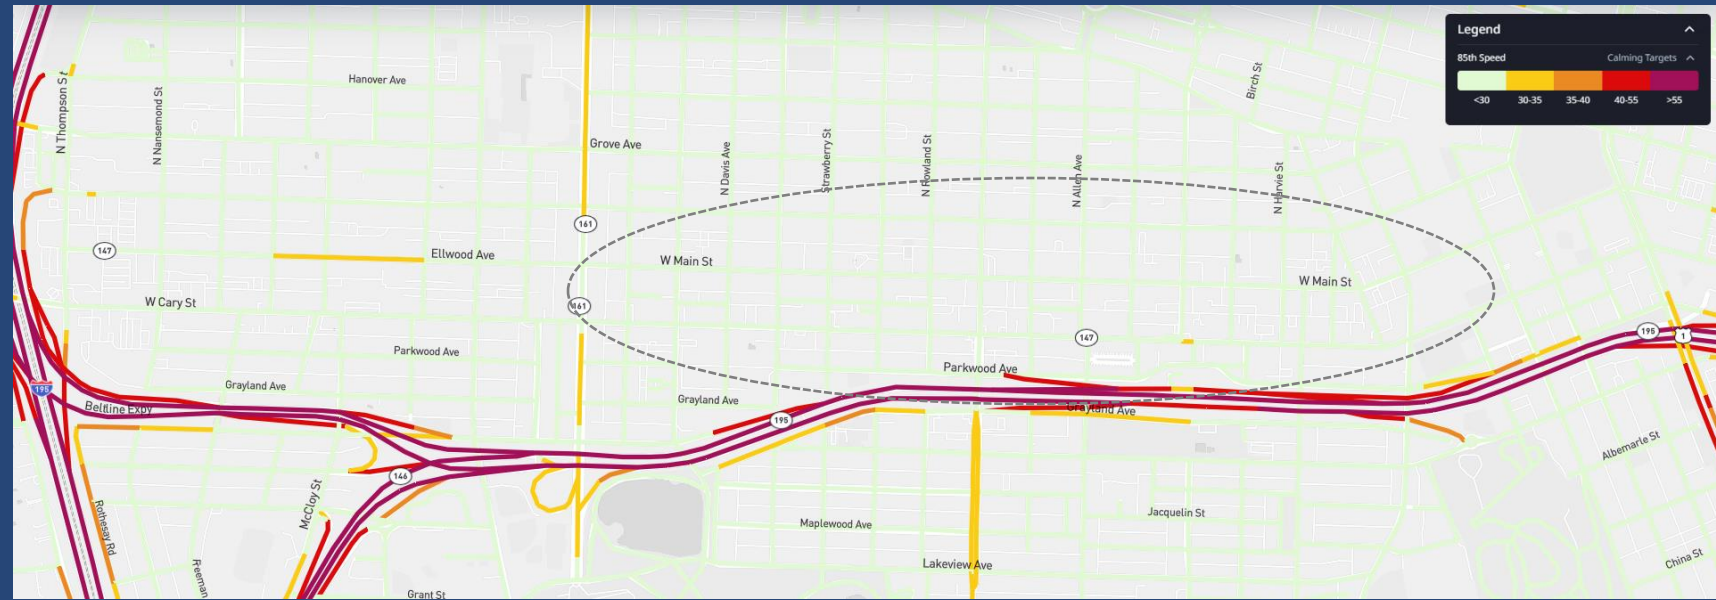 Legend
85th Speed
Calming Targets
<30
30-35
35-40
40-55
>55
Hanover Ave
Birch St
N Thompson St
N Nansemond St
Grove Ave
N Davis Ave
Strawberry St
N Rowland St
N Allen Ave
N Harvie St
161
147
Ellwood Ave
W Main St
W Main St
W Cary St
161
147
195
1
Parkwood Ave
Parkwood Ave
195
Grayland Ave
Grayland Ave
Beltline Expy
Grayland Ave
195
146
Albemarle St
McCloy St
Rothesay Rd
Maplewood Ave
Jacquelin St
Freeman
Lakeview Ave
China St
Grant St